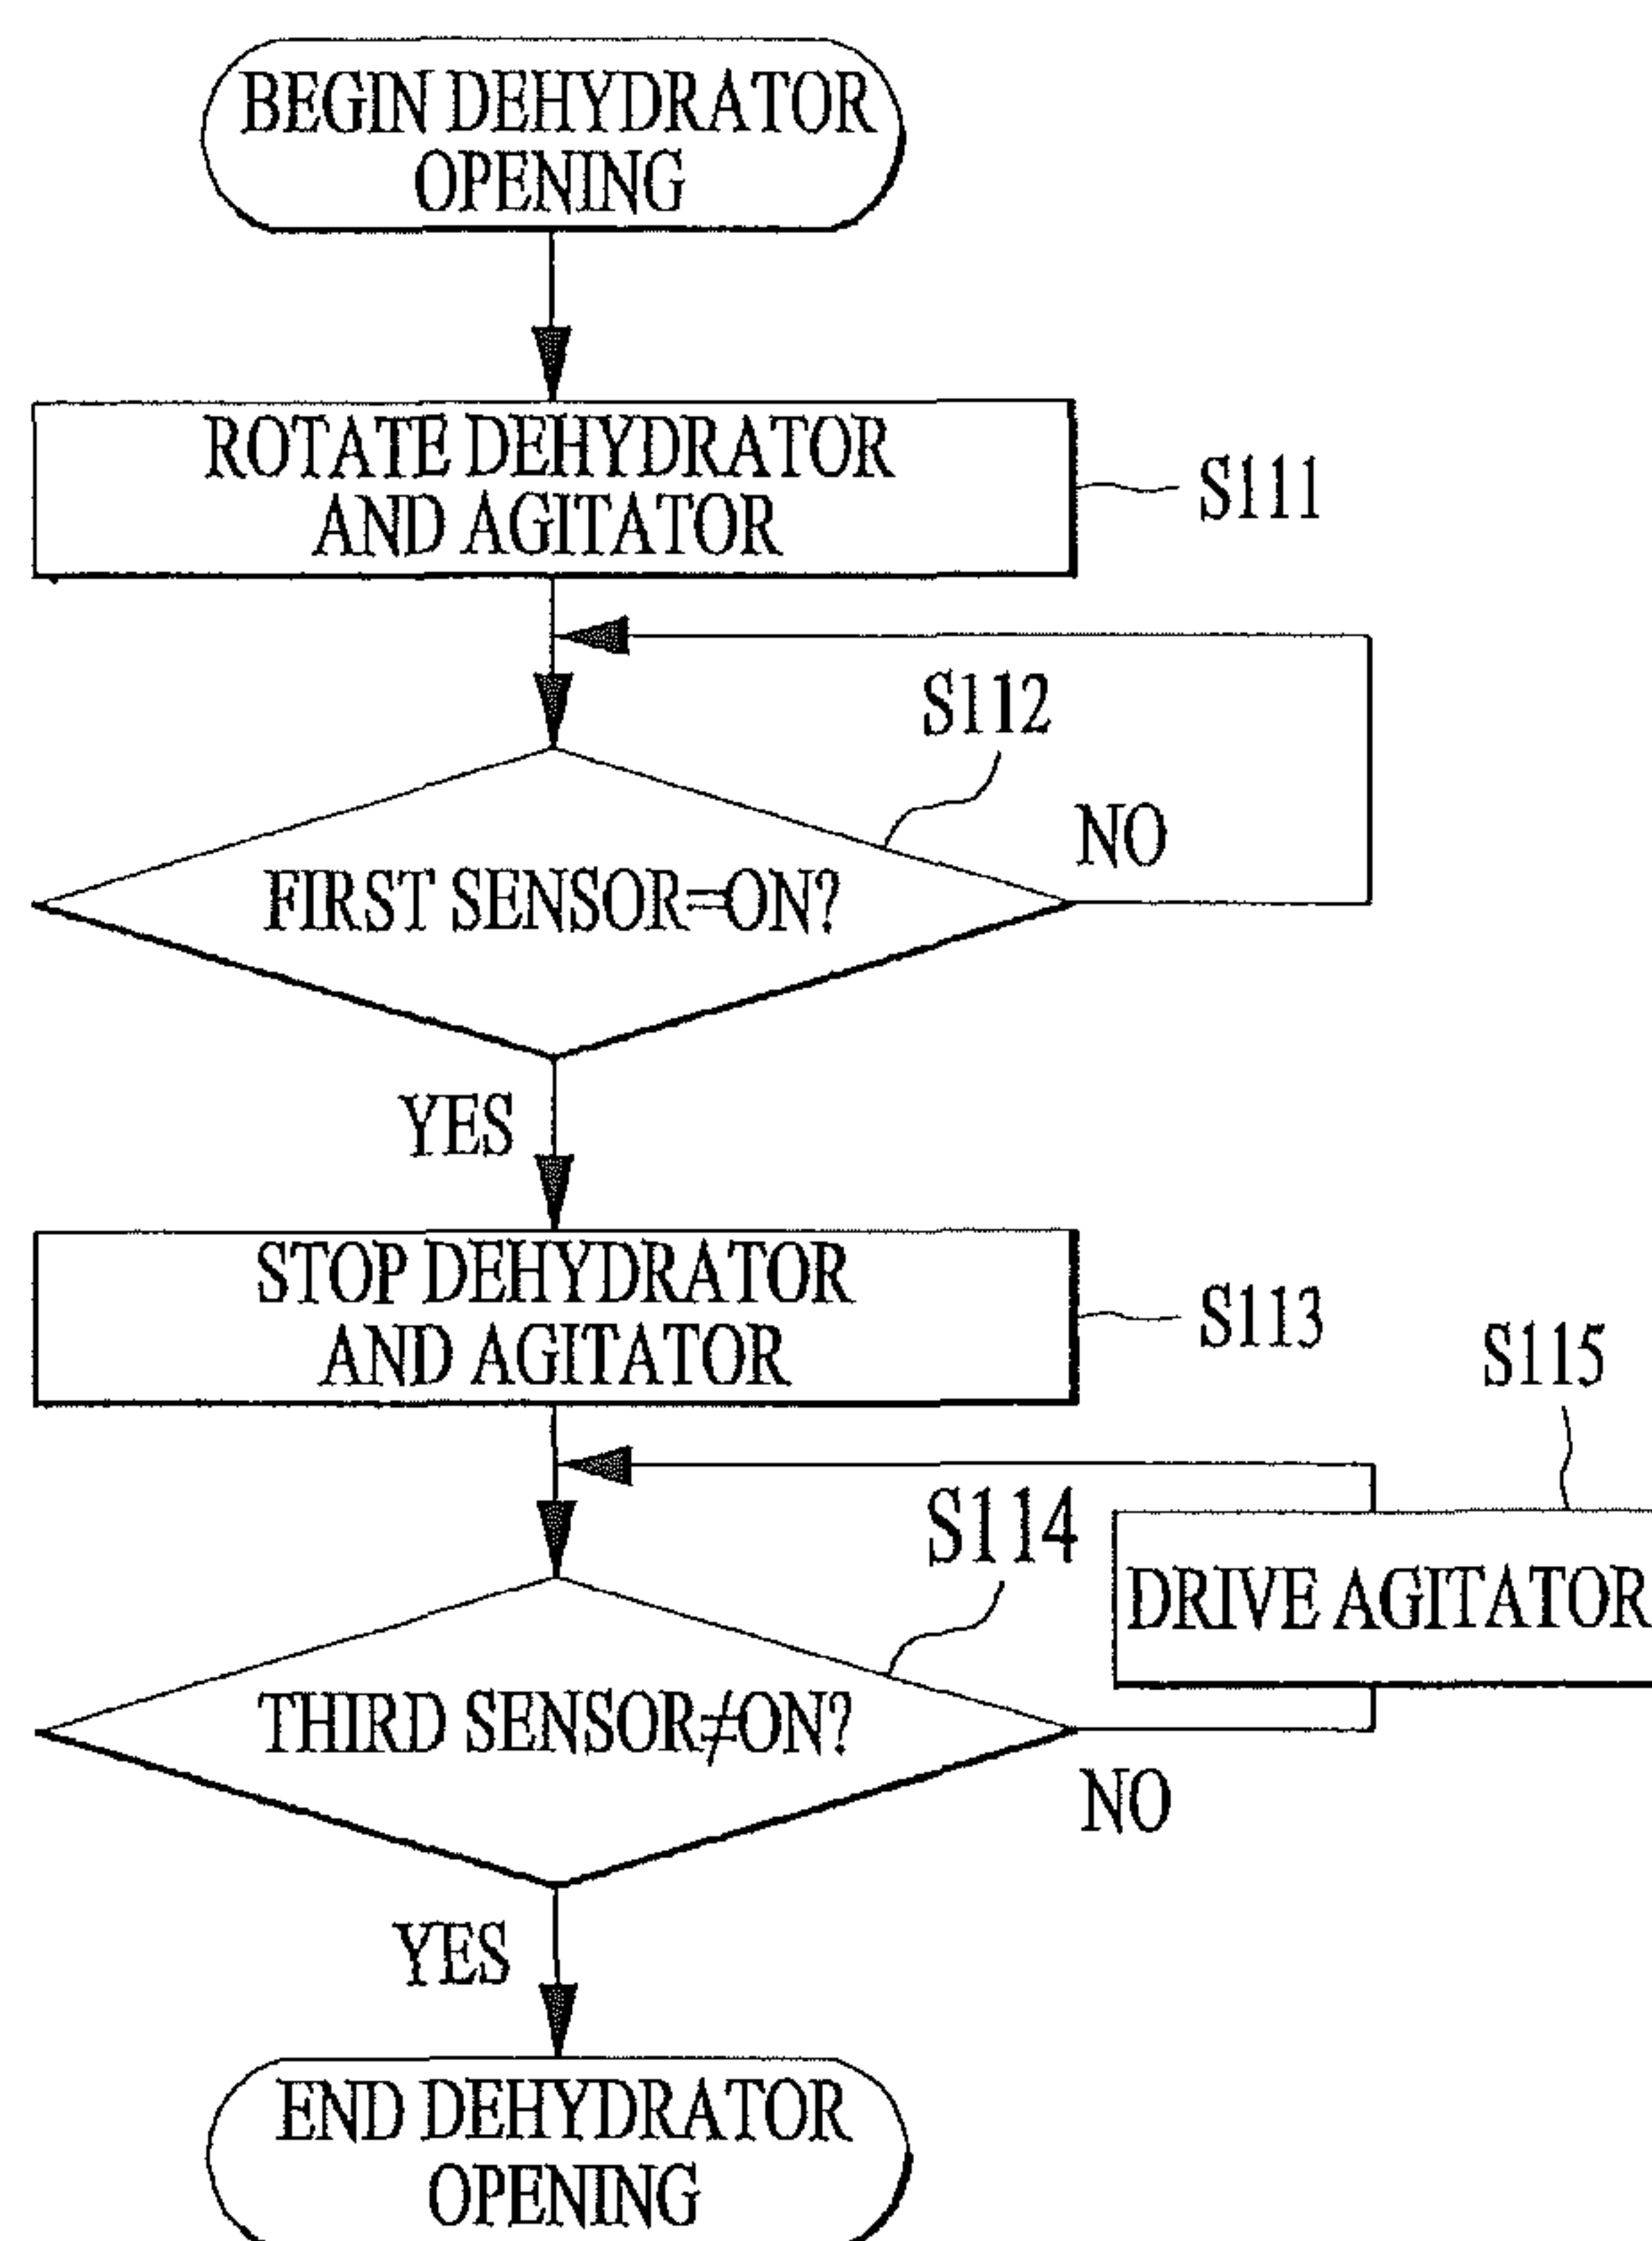 BEGIN DEHYDRATOR
OPENING
ROTATE DEHYDRATOR
AND AGITATOR
S111
S112
NO
FIRST SENSOR=ON?
YES
STOP DEHYDRATOR
AND AGITATOR
S113
S115
S114
DRIVE AGITATOR
THIRD SENSOR≠ON?
NO
YES
END DEHYDRATOR
OPENING